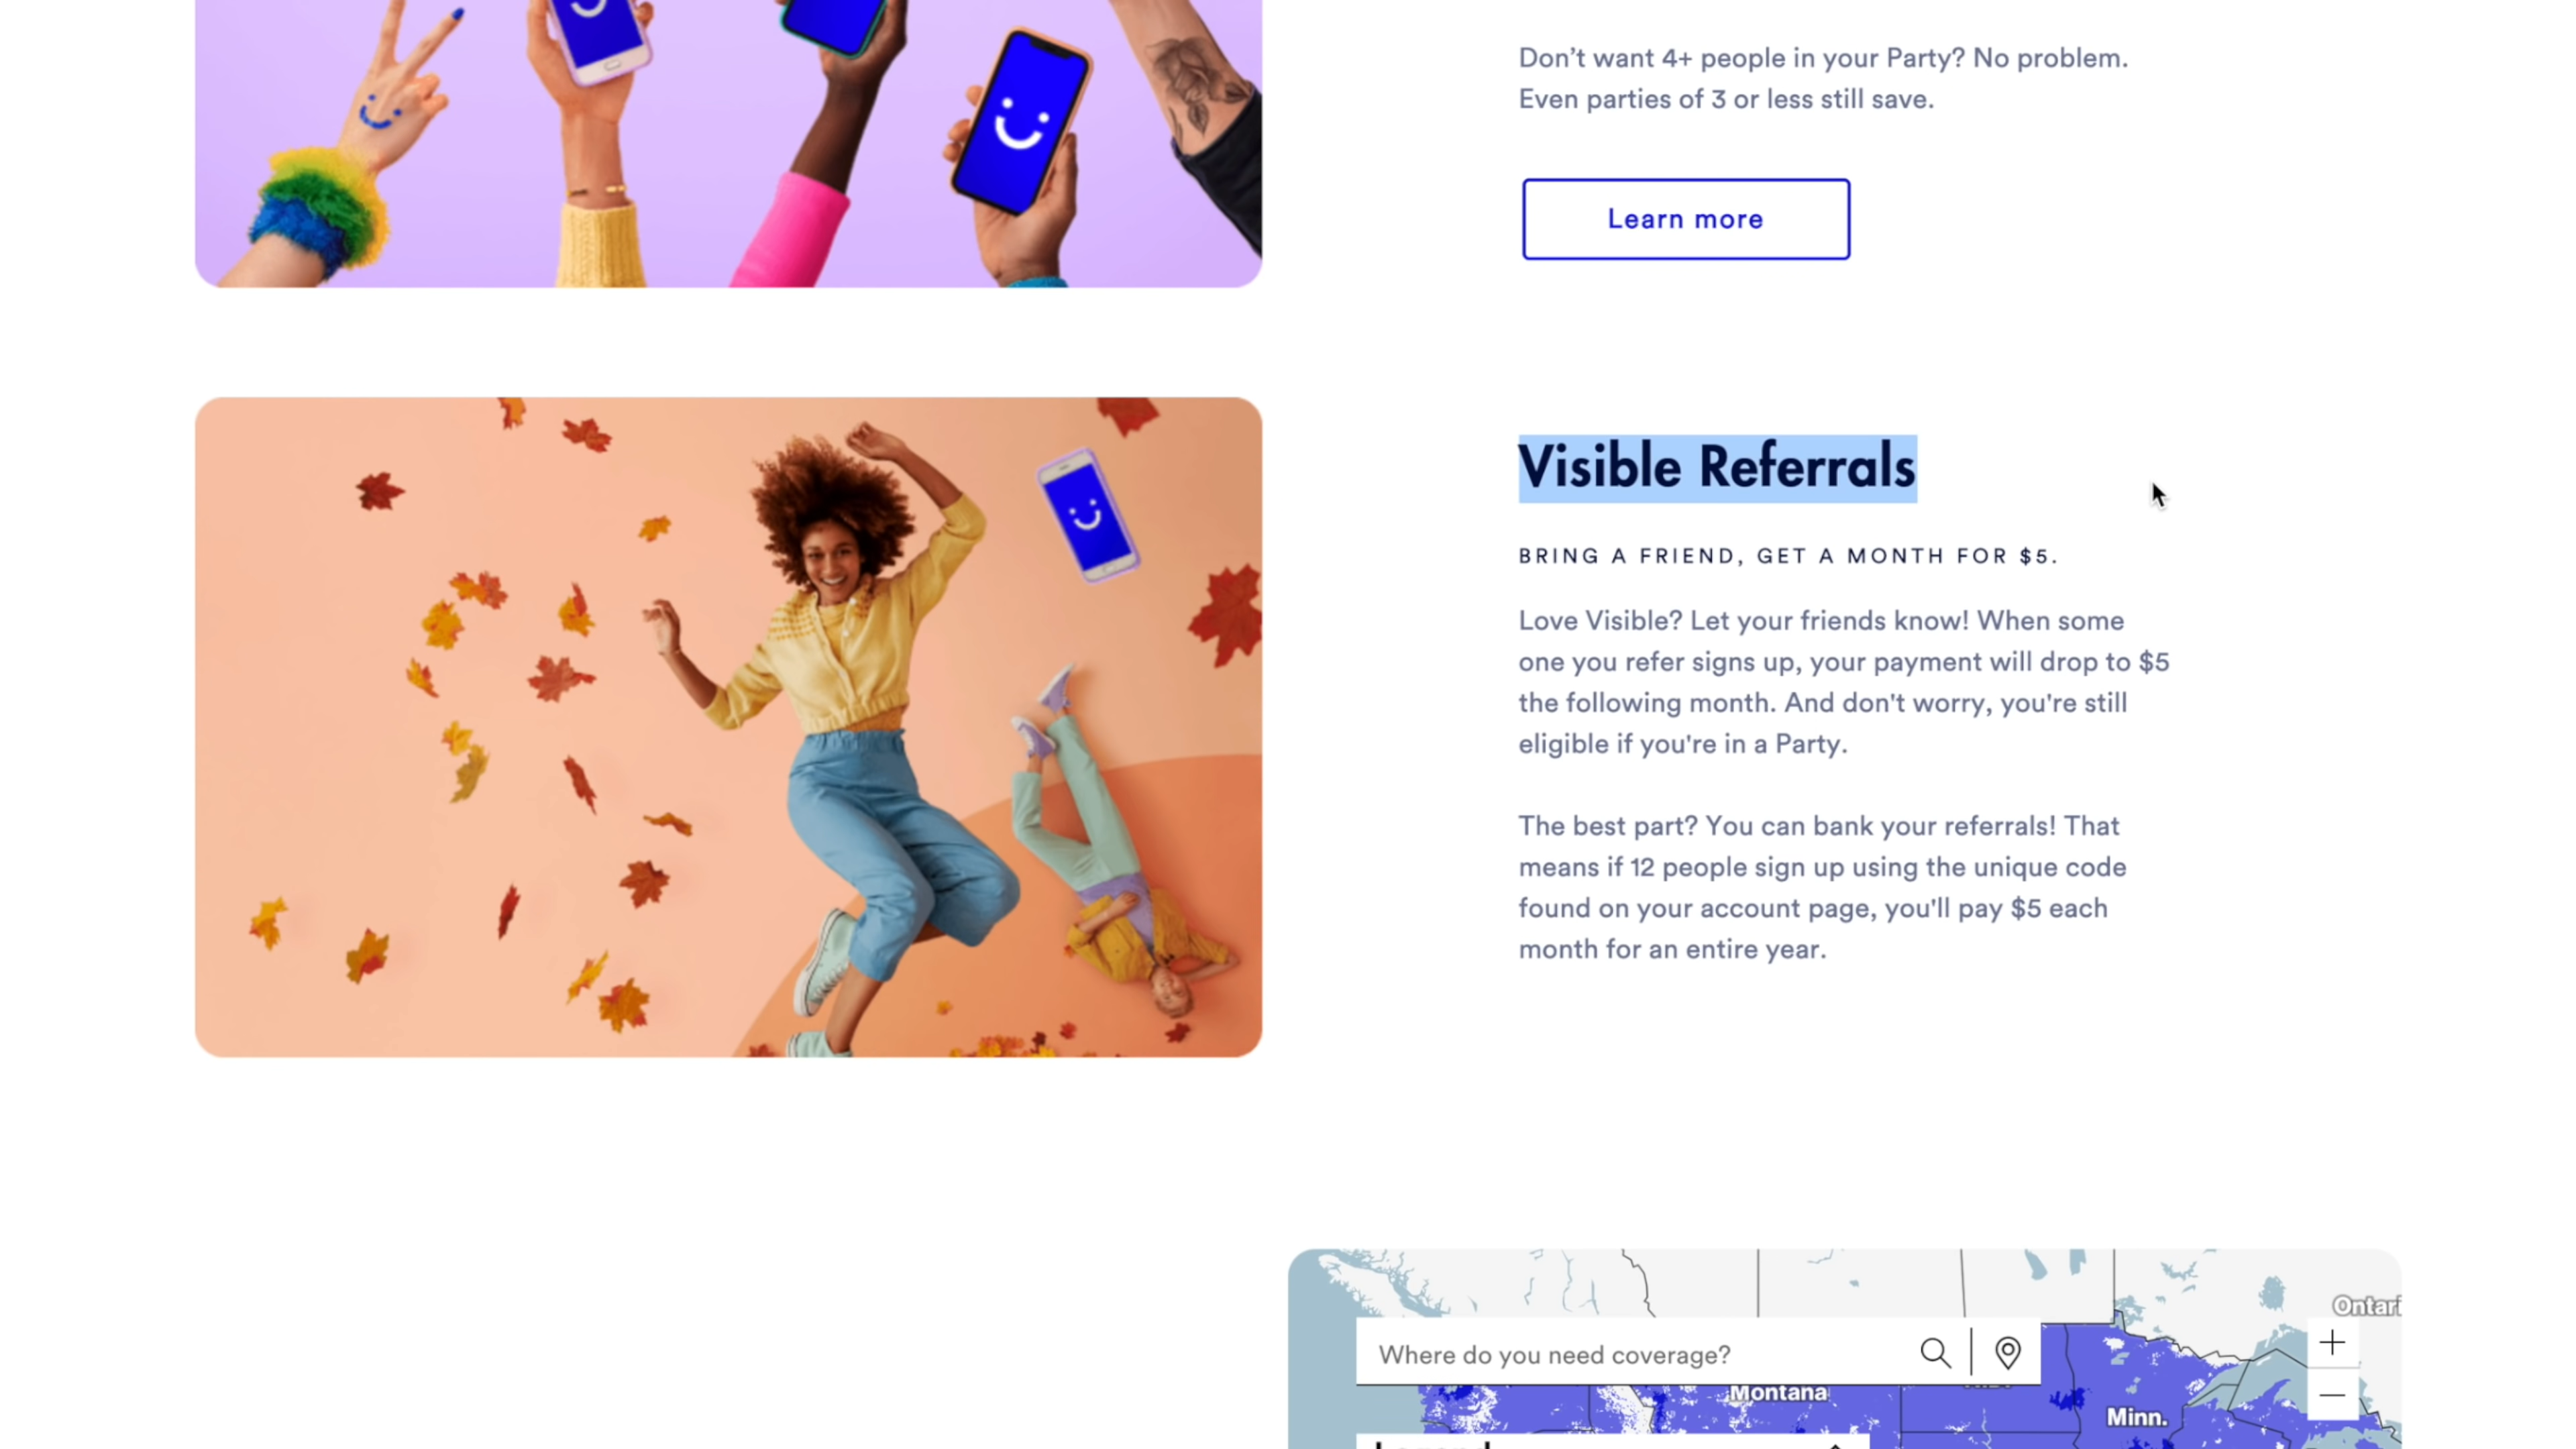 Don’t want 4+ people in your Party? No problem.
Even parties of 3 or less still save.
Learn more
Visible Referrals
BRING A FRIEND, GET A MONTH FOR $5.
Love Visible? Let your friends know! When some
one you refer signs up, your payment will drop to $5
the following month. And don't worry, you're still
eligible if you're in a Party.
The best part? You can bank your referrals! That
means if 12 people sign up using the unique code
found on your account page, you'll pay $5 each
month for an entire year.
Ontari
Where do you need coverage?
Montana
Minn.